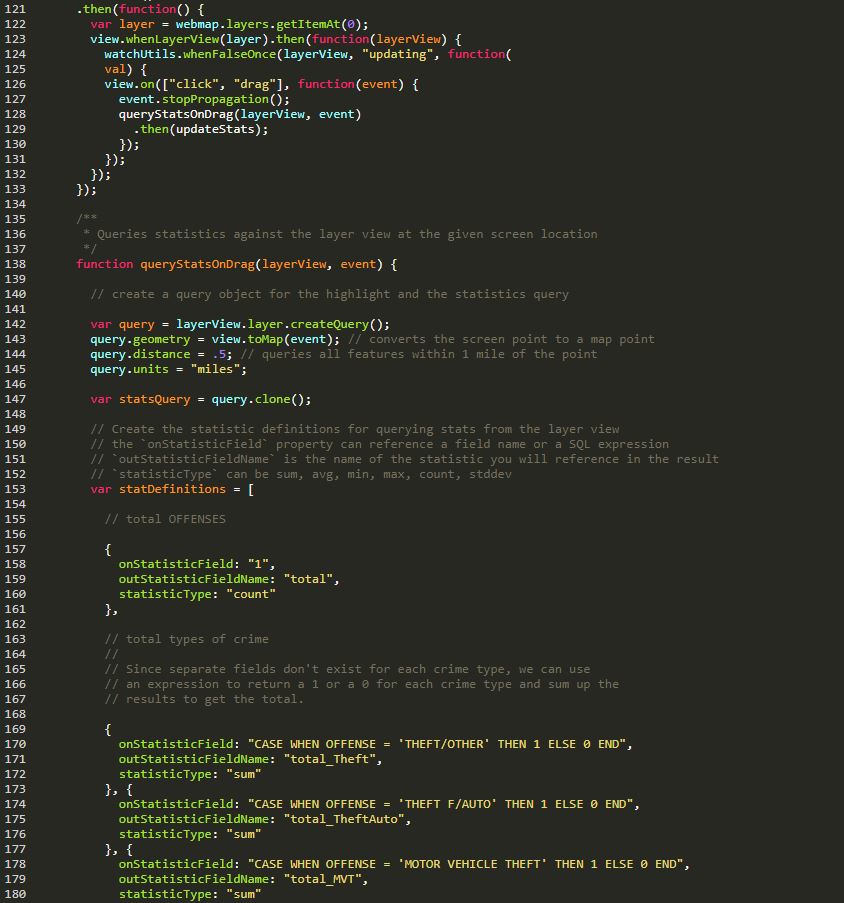 121 .then(function() {
122 var layer = webmap.layers.getItemAt(0);
123 view.whenLayerView(layer).then(function(layerView) {
124 watchUtils.whenFalseOnce(layerView, "updating", function(
125 val) {
126 view.on(["click", "drag"], function(event) {
127 event.stopPropagation();
128 queryStatsOnDrag(layerView, event)
129 .then(updateStats);
130 });
131 });
132 });
133 });
134
135 /**
136 * Queries statistics against the layer view at the given screen location
137 */
138 function queryStatsOnDrag(layerView, event) {
139
140 // create a query object for the highlight and the statistics query
141
142 var query = layerView.layer.createQuery();
143 query.geometry = view.toMap(event); // converts the screen point to a map point
144 query.distance = .5; // queries all features within 1 mile of the point
145 query.units = "miles";
146
147 var statsQuery = query.clone();
148
149 // Create the statistic definitions for querying stats from the layer view
150 // the `onStatisticField` property can reference a field name or a SQL expression
151 // `outStatisticFieldName` is the name of the statistic you will reference in the result
152 // `statisticType` can be sum, avg, min, max, count, stddev
153 var statDefinitions = [
154
155 // total OFFENSES
156
157 {
158 onStatisticField: "1",
159 outStatisticFieldName: "total",
160 statisticType: "count"
161 },
162
163 // total types of crime
164 //
165 // Since separate fields don't exist for each crime type, we can use
166 // an expression to return a 1 or a 0 for each crime type and sum up the
167 // results to get the total.
168
169 {
170 onStatisticField: "CASE WHEN OFFENSE = 'THEFT/OTHER' THEN 1 ELSE 0 END",
171 outStatisticFieldName: "total_Theft",
172 statisticType: "sum"
173 }, {
174 onStatisticField: "CASE WHEN OFFENSE = 'THEFT F/AUTO' THEN 1 ELSE 0 END",
175 outStatisticFieldName: "total_TheftAuto",
176 statisticType: "sum"
177 }, {
178 onStatisticField: "CASE WHEN OFFENSE = 'MOTOR VEHICLE THEFT' THEN 1 ELSE 0 END",
179 outStatisticFieldName: "total_MVT",
180 statisticType: "sum"